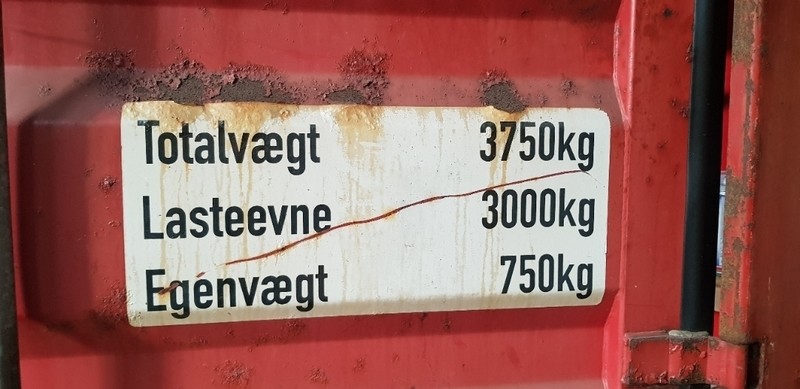 Totalvægt 3750kg
Lasteevne 3000kg
Egenvægt 750kg